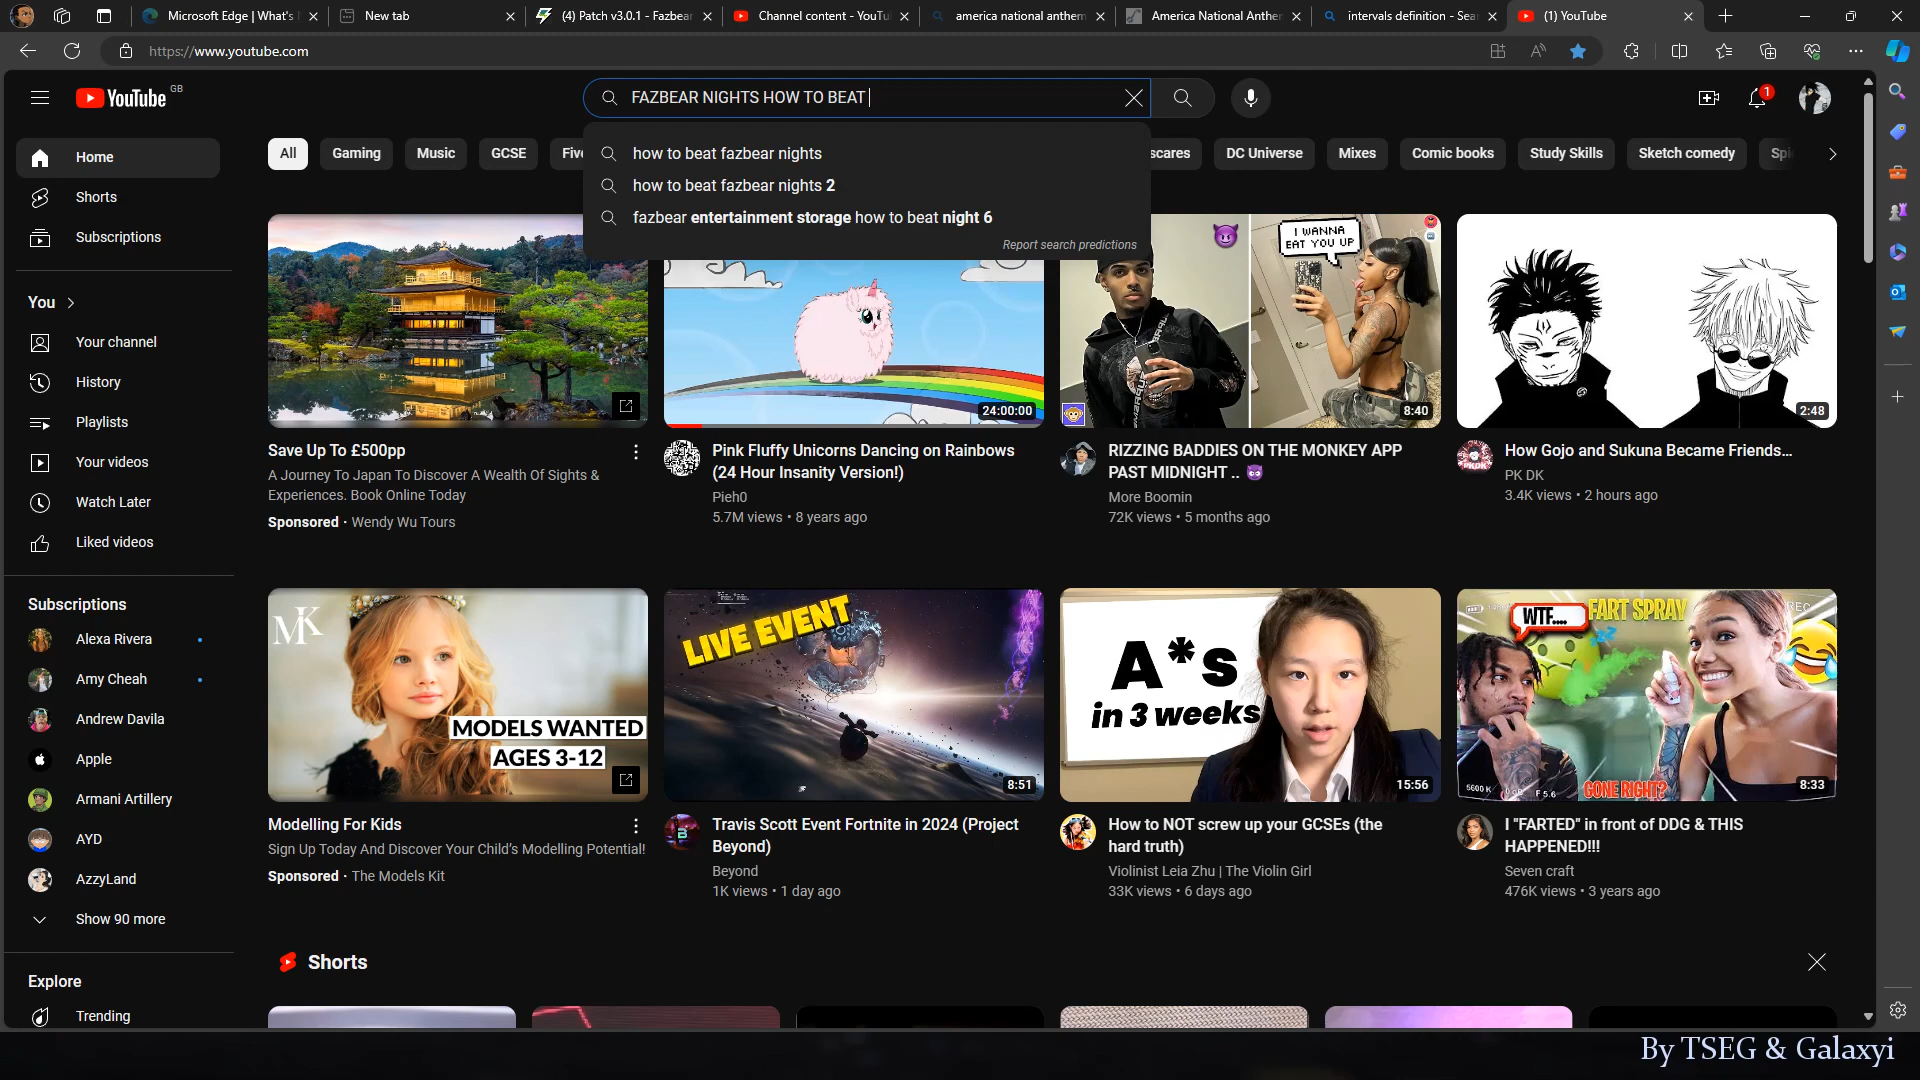 Microsoft Edge | What's
New tab
(4) Patch v3.0.1 - Fazbear
Channel content - YouTu
america national anthem
America National Anthe
intervals definition - Sea
(1) YouTube
https://www.youtube.com
YouTube GB
FAZBEAR NIGHTS HOW TO BEAT
1
how to beat fazbear nights
how to beat fazbear nights 2
fazbear entertainment storage how to beat night 6
Report search predictions
Home
Shorts
Subscriptions
You
Your channel
History
Playlists
Your videos
Watch Later
Liked videos
Subscriptions
Alexa Rivera
Amy Cheah
Andrew Davila
Apple
Armani Artillery
AYD
AzzyLand
Show 90 more
Explore
Trending
All
Gaming
Music
GCSE
Five
scares
DC Universe
Mixes
Comic books
Study Skills
Sketch comedy
Spi
Save Up To £500pp
A Journey To Japan To Discover A Wealth Of Sights &
Experiences. Book Online Today
Sponsored · Wendy Wu Tours
24:00:00
Pink Fluffy Unicorns Dancing on Rainbows
(24 Hour Insanity Version!)
Pieh0
5.7M views • 8 years ago
I WANNA
EAT YOU UP
8:40
RIZZING BADDIES ON THE MONKEY APP
PAST MIDNIGHT .. 😈
More Boomin
72K views • 5 months ago
2:48
PKDK
How Gojo and Sukuna Became Friends...
PK DK
3.4K views • 2 hours ago
MK
MODELS WANTED
AGES 3-12
Modelling For Kids
Sign Up Today And Discover Your Child's Modelling Potential!
Sponsored · The Models Kit
LIVE EVENT
8:51
Travis Scott Event Fortnite in 2024 (Project
Beyond)
Beyond
1K views • 1 day ago
A*s
in 3 weeks
15:56
How to NOT screw up your GCSEs (the
hard truth)
Violinist Leia Zhu | The Violin Girl
33K views • 6 days ago
WTF....
FART SPRAY
REC
5600 K
F 5.6
GONE RIGHT?
8:33
I "FARTED" in front of DDG & THIS
HAPPENED!!!
Seven craft
476K views • 3 years ago
Shorts
By TSEG & Galaxyi